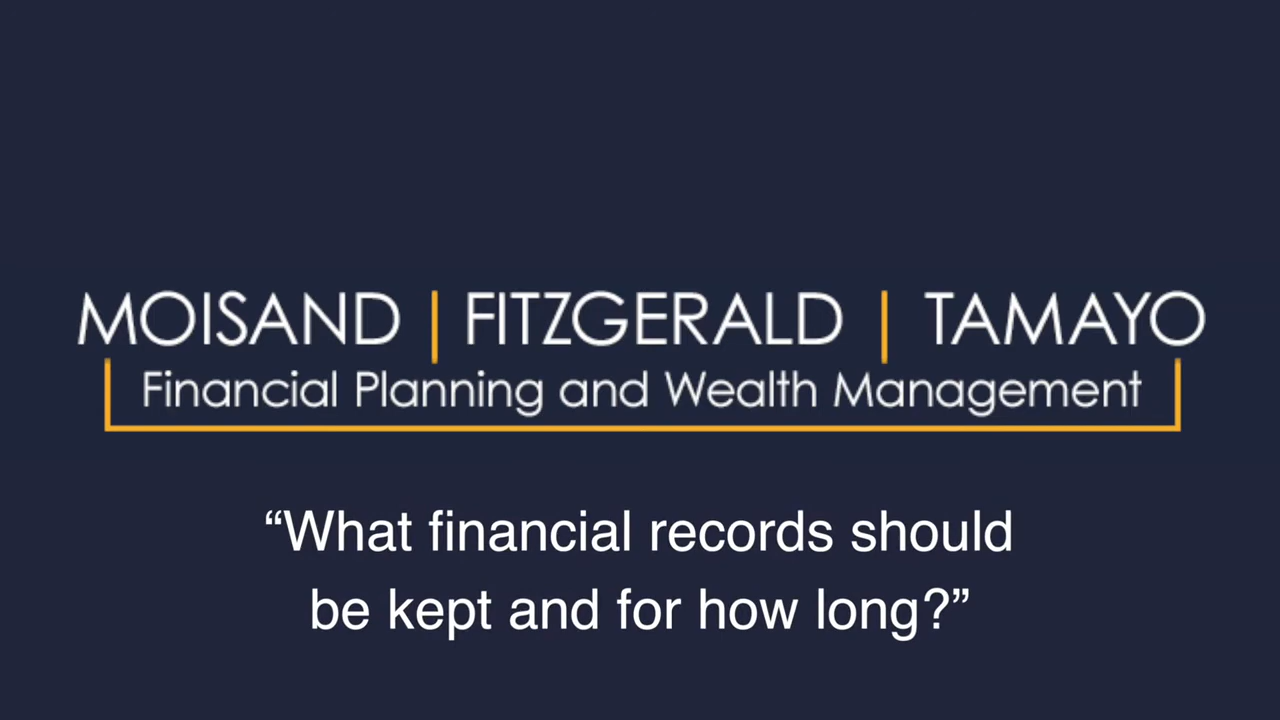 MOISAND | FITZGERALD | TAMAYO
Financial Planning and Wealth Management
“What financial records should
be kept and for how long?”